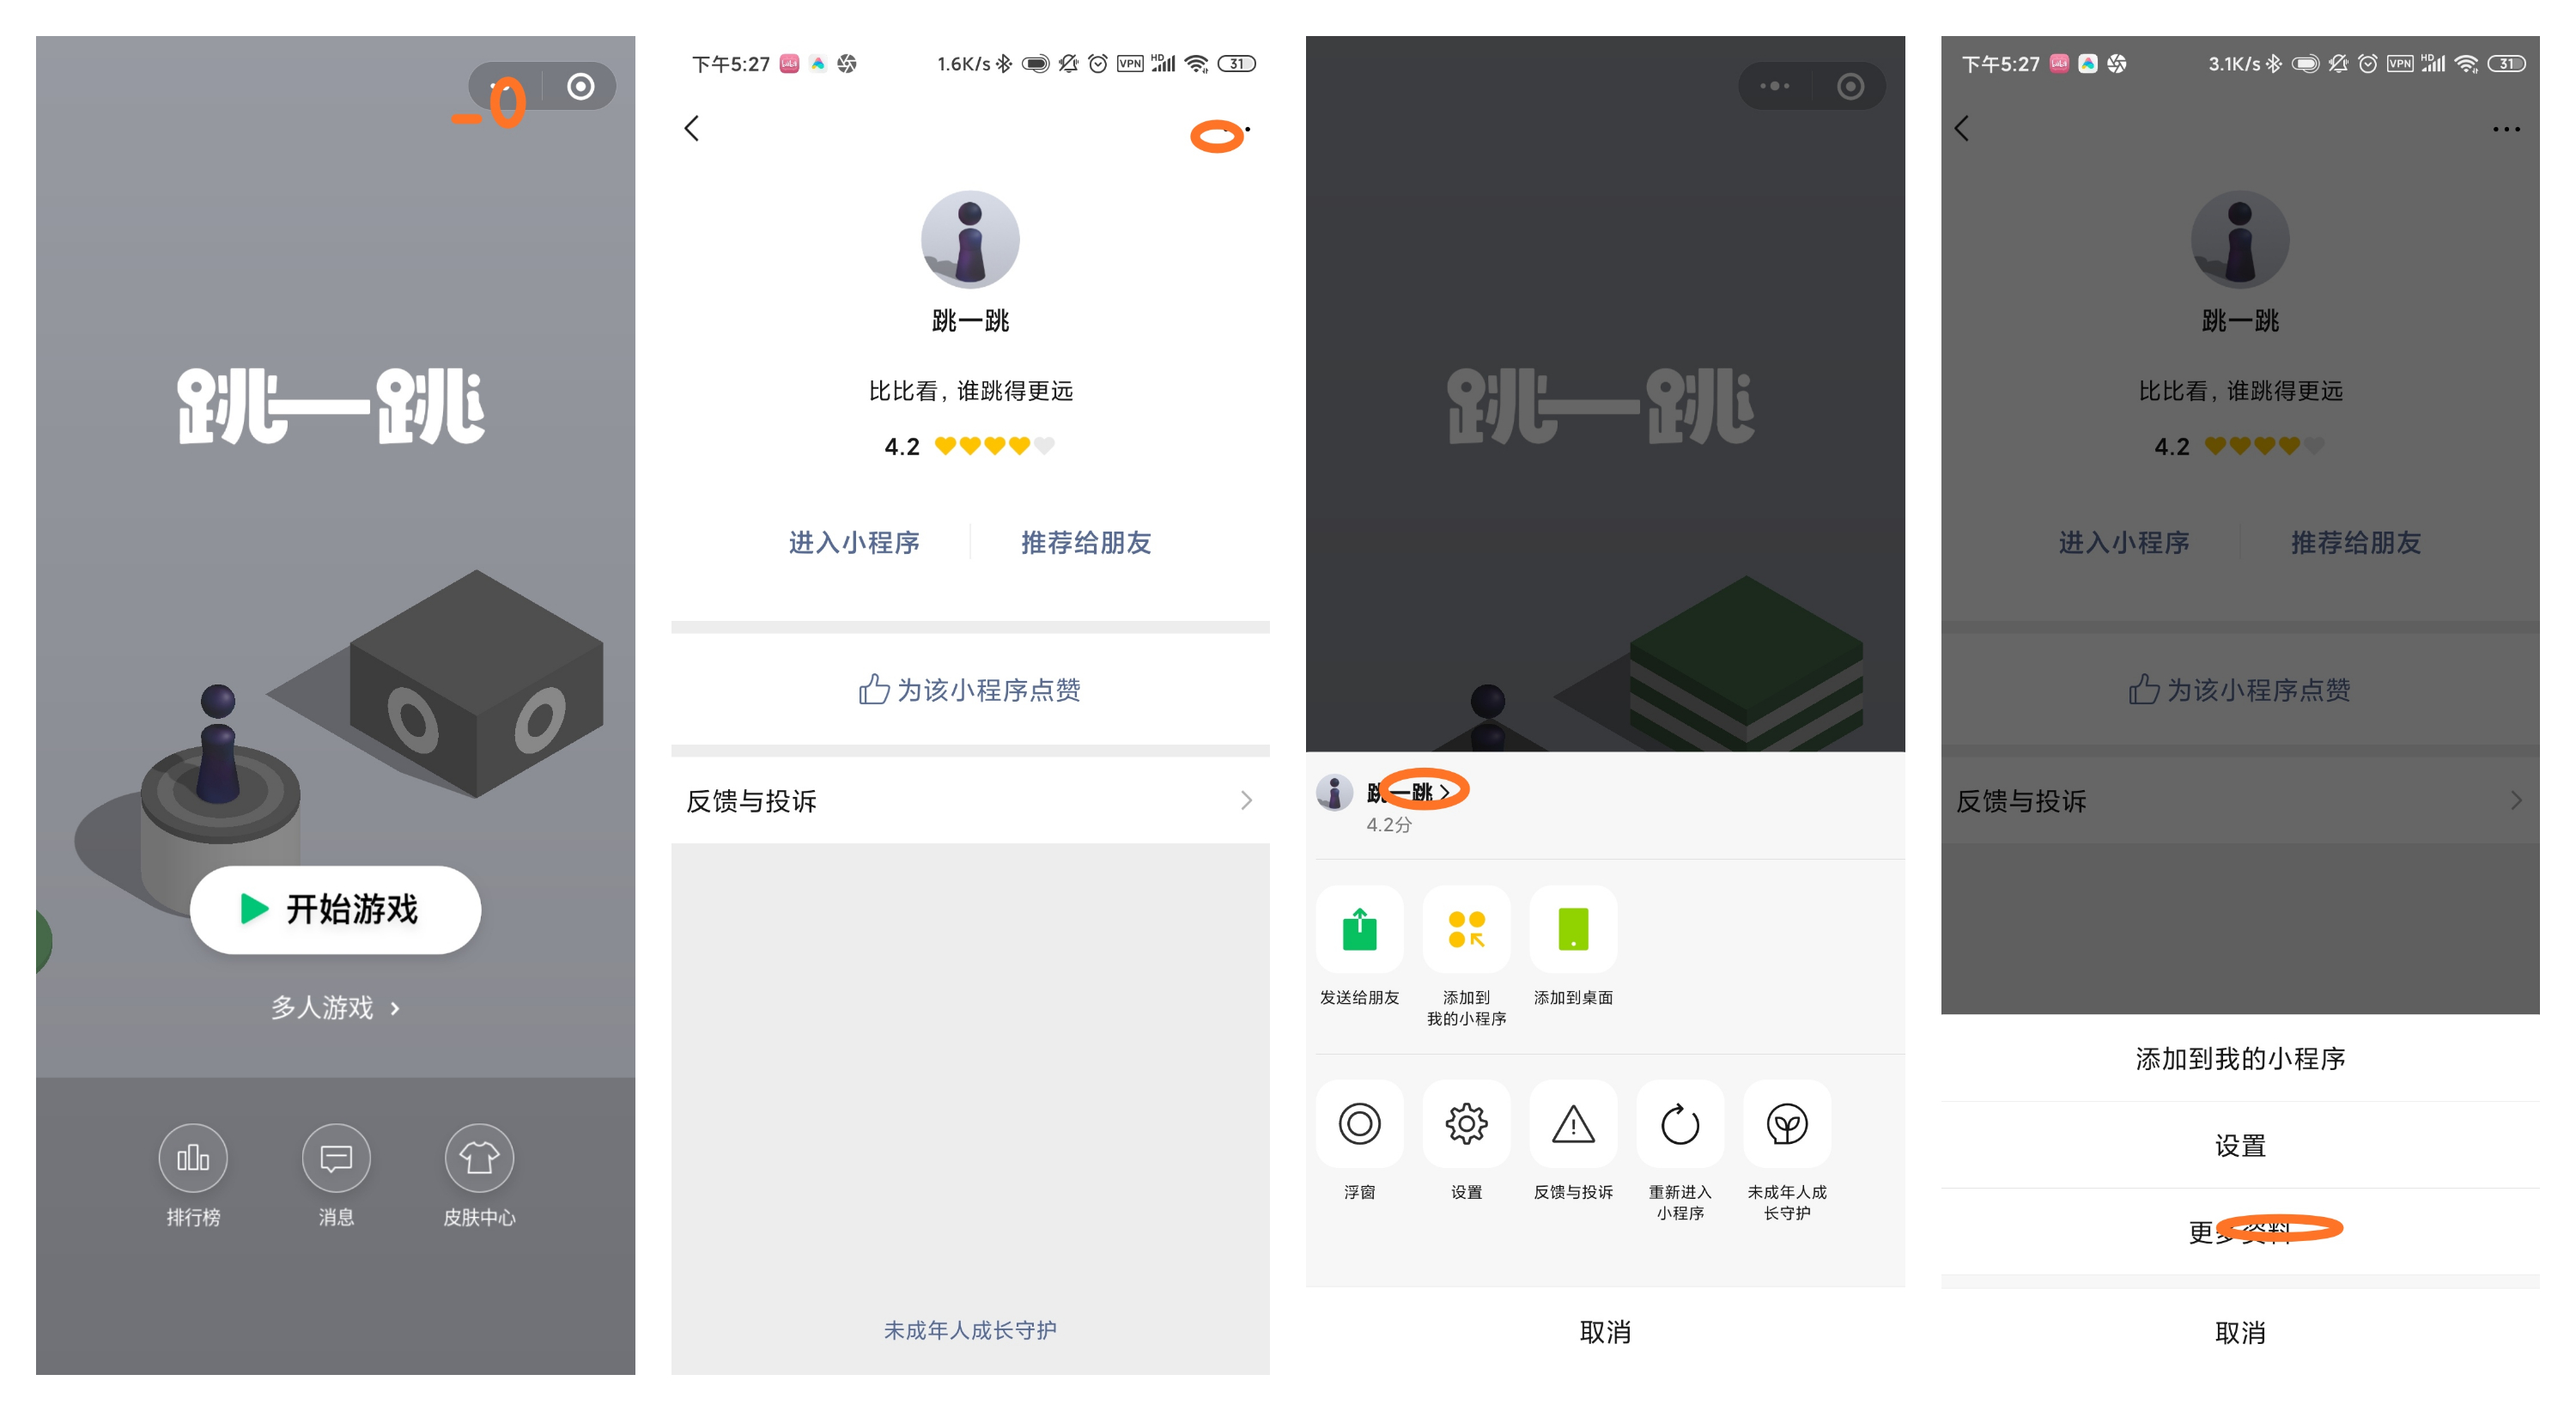 跳一跳
开始游戏
多人游戏 >
排行榜
消息
皮肤中心
下午5:27
1.6K/s
VPN
HD
31
跳一跳
比比看，谁跳得更远
4.2
进入小程序
推荐给朋友
为该小程序点赞
反馈与投诉
未成年人成长守护
跳一跳
跳一跳 >
4.2分
发送给朋友
添加到
我的小程序
添加到桌面
浮窗
设置
反馈与投诉
重新进入
小程序
未成年人成
长守护
取消
下午5:27
3.1K/s
VPN
HD
31
跳一跳
比比看，谁跳得更远
4.2
进入小程序
推荐给朋友
为该小程序点赞
反馈与投诉
添加到我的小程序
设置
更多资料
取消